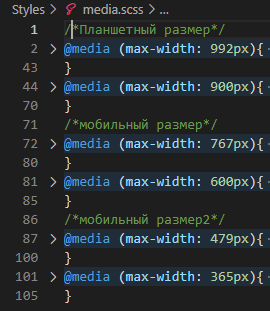 Styles > media.scss > ...
1 /*Планшетный размер*/
2 > @media (max-width: 992px){
43 }
44 > @media (max-width: 900px){
70 }
71 /*мобильный размер*/
72 > @media (max-width: 767px){
80 }
81 > @media (max-width: 600px){
85 }
86 /*мобильный размер2*/
87 > @media (max-width: 479px){
100 }
101 > @media (max-width: 365px){
105 }